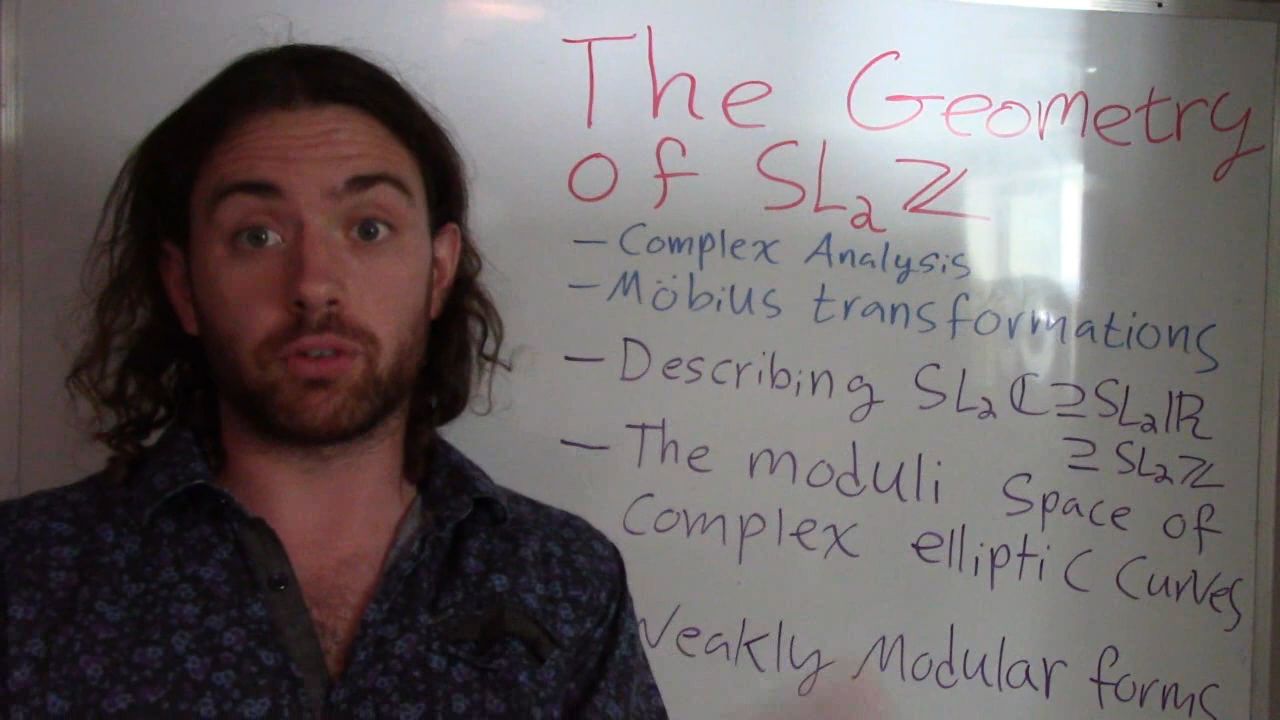 The Geometry
of SL₂ℤ
- Complex Analysis
- Möbius transformations
- Describing SL₂ℂ⊇SL₂ℝ
⊇SL₂ℤ
- The moduli Space of
Complex elliptic Curves
Weakly Modular forms